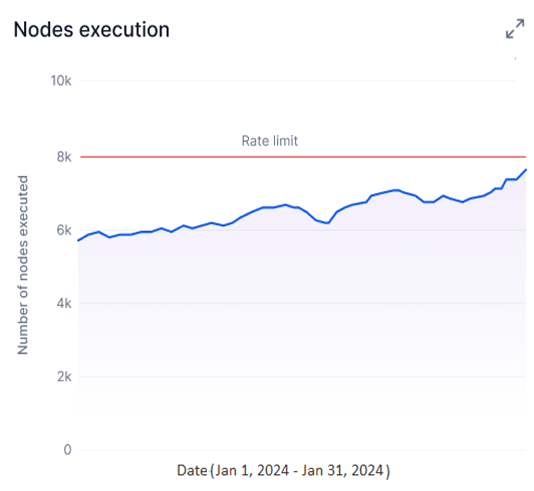 Nodes execution
10k
Rate limit
8k
6k
4k
2k
0
Number of nodes executed
Date(Jan 1, 2024 - Jan 31, 2024)